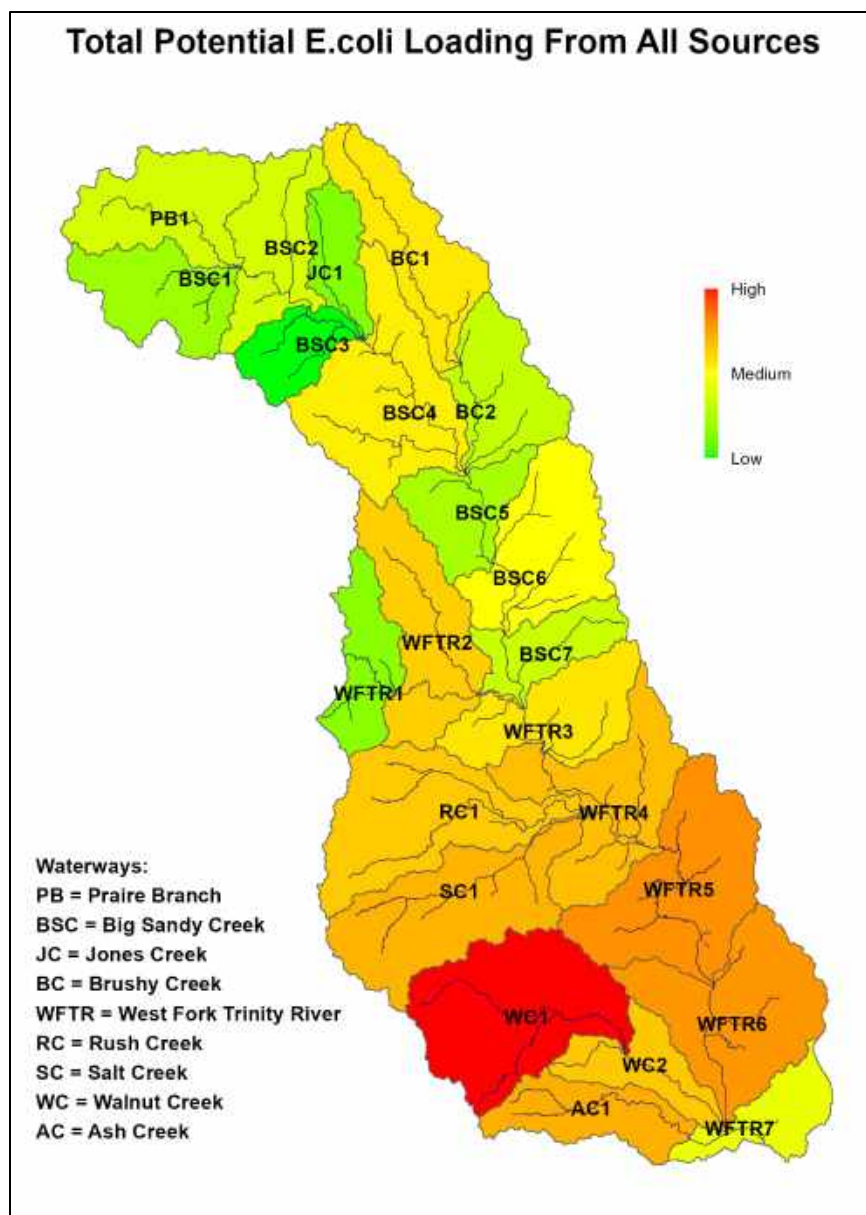 Total Potential E.coli Loading From All Sources
PB1
BSC2
BSC1
JC1
BC1
High
BSC3
Medium
BSC4
BC2
Low
BSC5
BSC6
WFTR2
BSC7
WFTR1
WFTR3
RC1
WFTR4
SC1
WFTR5
WC1
WFTR6
WC2
AC1
WFTR7
Waterways:
PB = Praire Branch
BSC = Big Sandy Creek
JC = Jones Creek
BC = Brushy Creek
WFTR = West Fork Trinity River
RC = Rush Creek
SC = Salt Creek
WC = Walnut Creek
AC = Ash Creek